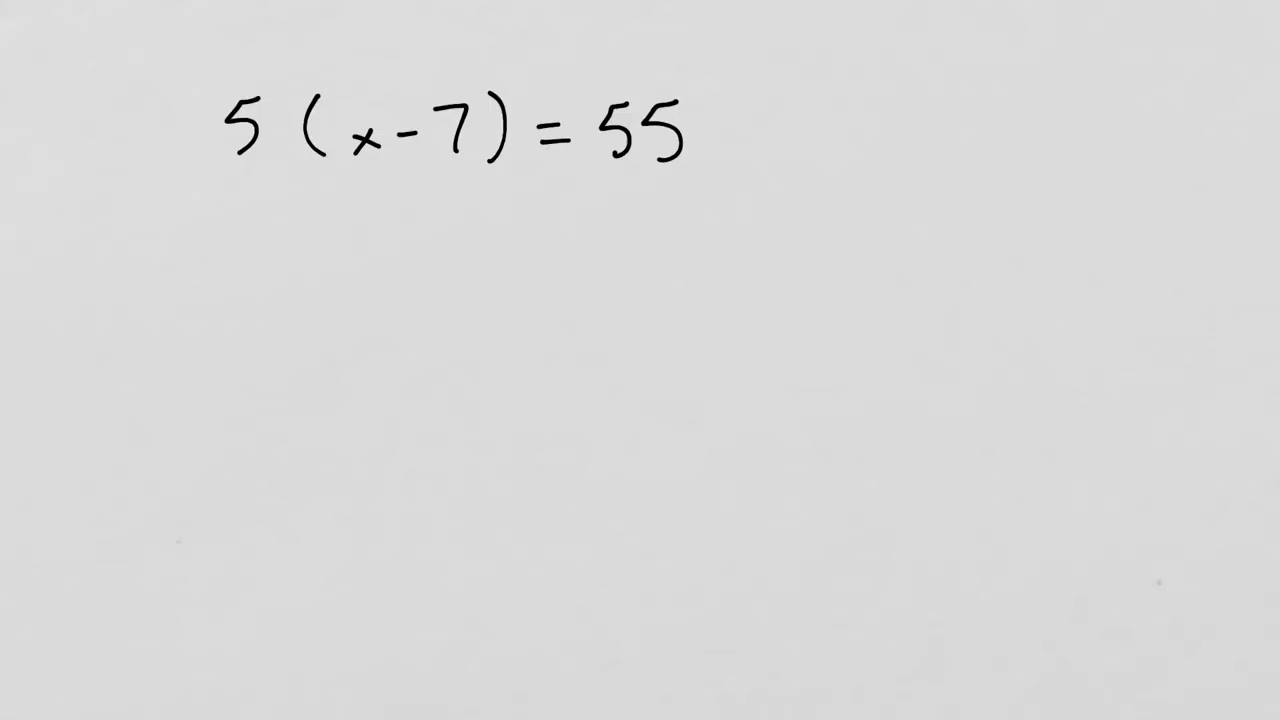 5 (x - 7) = 55